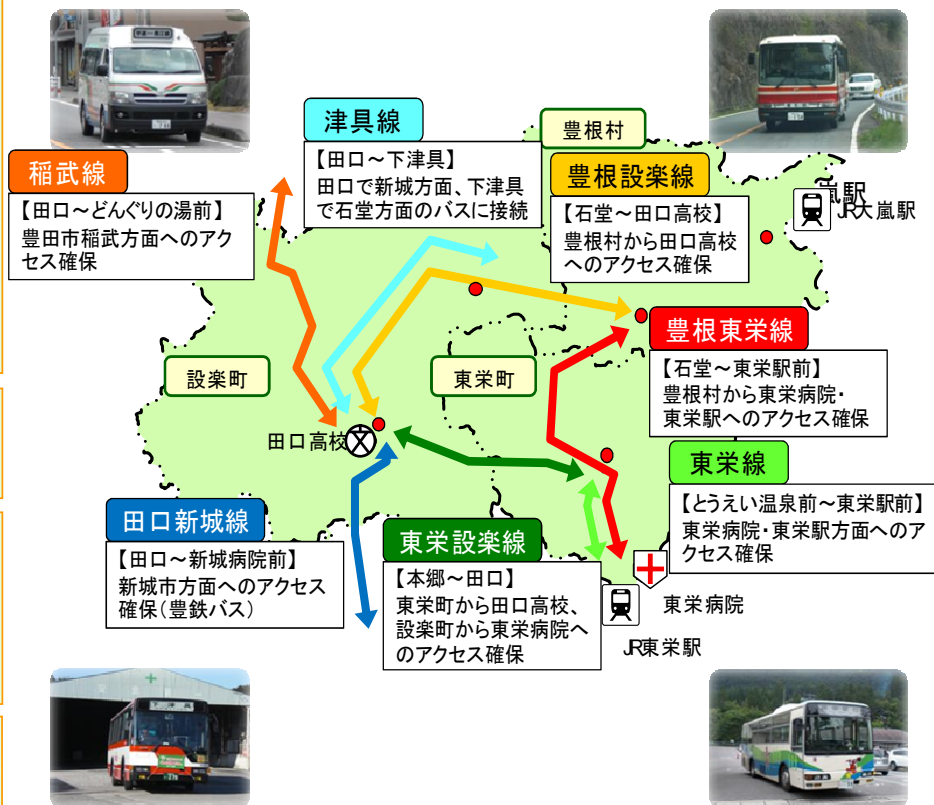 津具線
【田口～下津具】
田口で新城方面、下津具
で石堂方面のバスに接続
豊根村
稲武線
【田口～どんぐりの湯前】
豊田市稲武方面へのアク
セス確保
豊根設楽線
【石堂～田口高校】
豊根村から田口高校
へのアクセス確保
嵐駅
JR大嵐駅
豊根東栄線
【石堂～東栄駅前】
豊根村から東栄病院・
東栄駅へのアクセス確保
設楽町
東栄町
田口高校
東栄線
【とうえい温泉前～東栄駅前】
東栄病院・東栄駅方面へのア
クセス確保
田口新城線
【田口～新城病院前】
新城市方面へのアクセス
確保（豊鉄バス）
東栄設楽線
【本郷～田口】
東栄町から田口高校、
設楽町から東栄病院へ
のアクセス確保
東栄病院
JR東栄駅
下津具